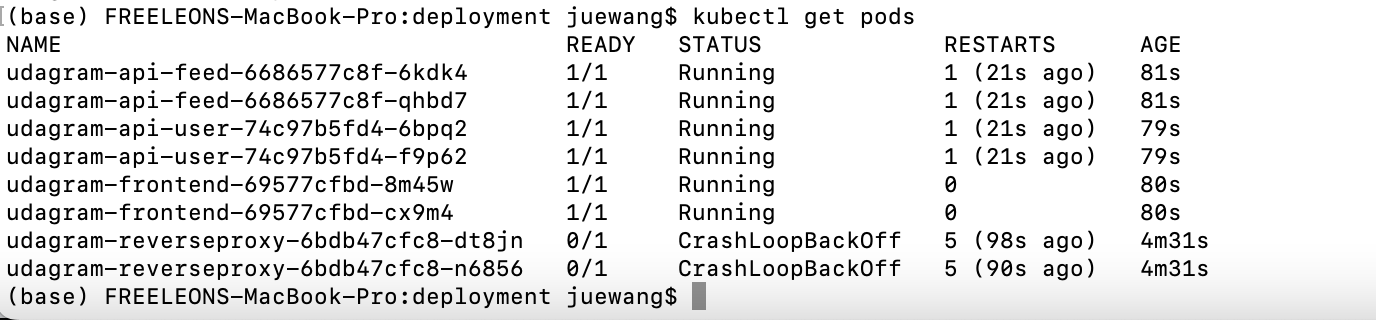 (base) FREELEONS-MacBook-Pro:deployment juewang$ kubectl get pods
NAME READY STATUS RESTARTS AGE
udagram-api-feed-6686577c8f-6kdk4 1/1 Running 1 (21s ago) 81s
udagram-api-feed-6686577c8f-qhbd7 1/1 Running 1 (21s ago) 81s
udagram-api-user-74c97b5fd4-6bpq2 1/1 Running 1 (21s ago) 79s
udagram-api-user-74c97b5fd4-f9p62 1/1 Running 1 (21s ago) 79s
udagram-frontend-69577cfbd-8m45w 1/1 Running 0 80s
udagram-frontend-69577cfbd-cx9m4 1/1 Running 0 80s
udagram-reverseproxy-6bdb47cfc8-dt8jn 0/1 CrashLoopBackOff 5 (98s ago) 4m31s
udagram-reverseproxy-6bdb47cfc8-n6856 0/1 CrashLoopBackOff 5 (90s ago) 4m31s
(base) FREELEONS-MacBook-Pro:deployment juewang$